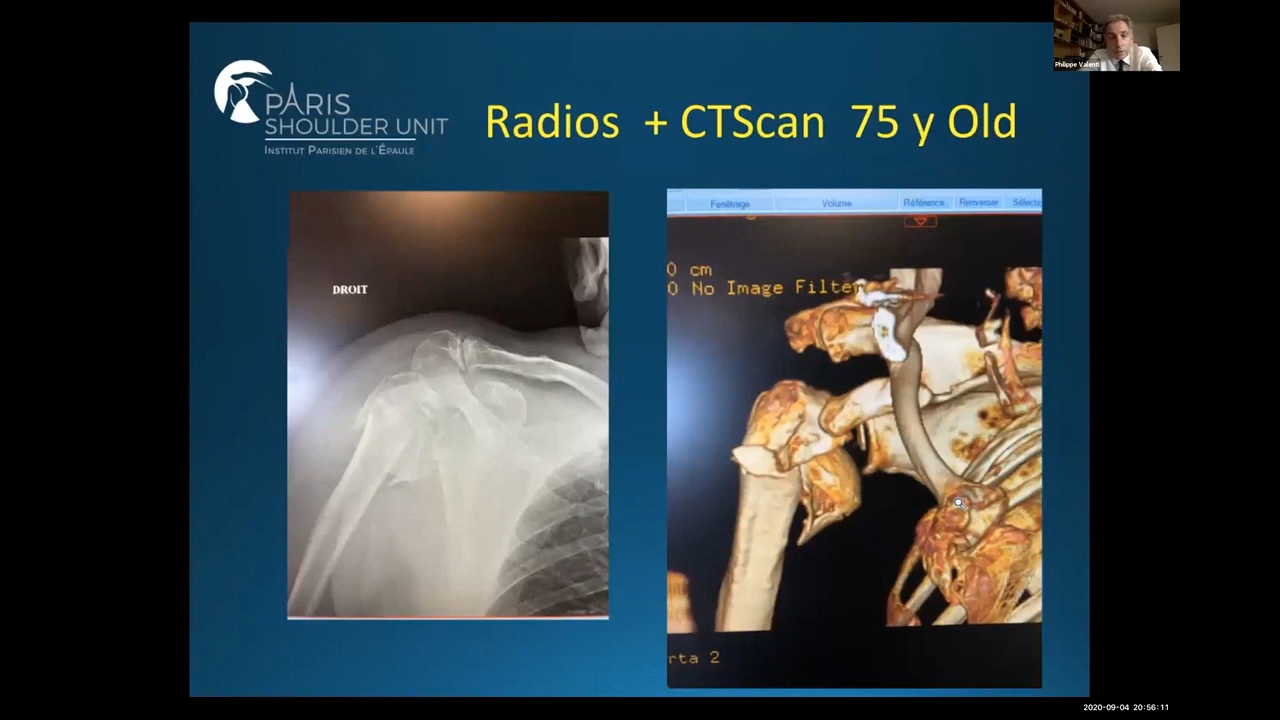 Philippe Valenti
PARIS
SHOULDER UNIT
INSTITUT PARISIEN DE L'ÉPAULE
Radios + CTScan 75 y Old
DROIT
Fenêtrage Volume Référence.. Renverser Sélectio
0 cm
0 No Image Filter
rta 2
2020-09-04 20:56:11